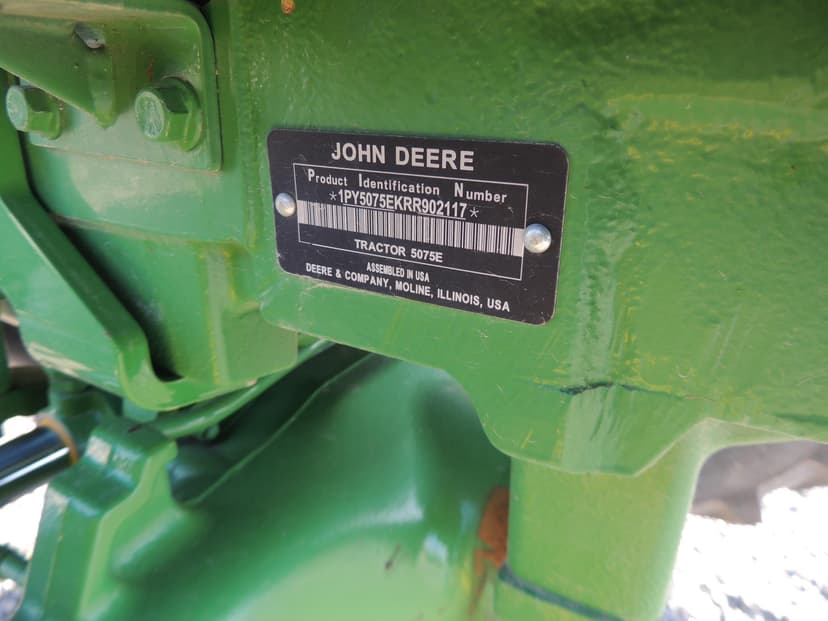 JOHN DEERE
Product Identification Number
*1PY5075EKRR902117*
TRACTOR 5075E
ASSEMBLED IN USA
DEERE & COMPANY, MOLINE, ILLINOIS, USA